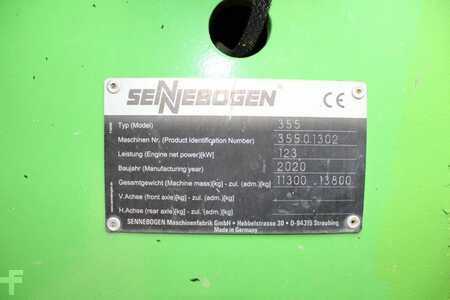 SENNEBOGEN CE
Typ (Model) 355
Maschinen Nr. (Product Identification Number) 355.0.1302
Leistung (Engine net power)[kW] 123
Baujahr (Manufacturing year) 2020
Gesamtgewicht (Machine mass)[kg] - zul. (adm.)[kg] 11300 .13800
V.Achse (front axle)[kg] - zul. (adm.)[kg]
H.Achse (rear axle)[kg] - zul. (adm.)[kg]
SENNEBOGEN Maschinenfabrik GmbH • Hebbelstrasse 30 • D-94315 Straubing
Made in Germany